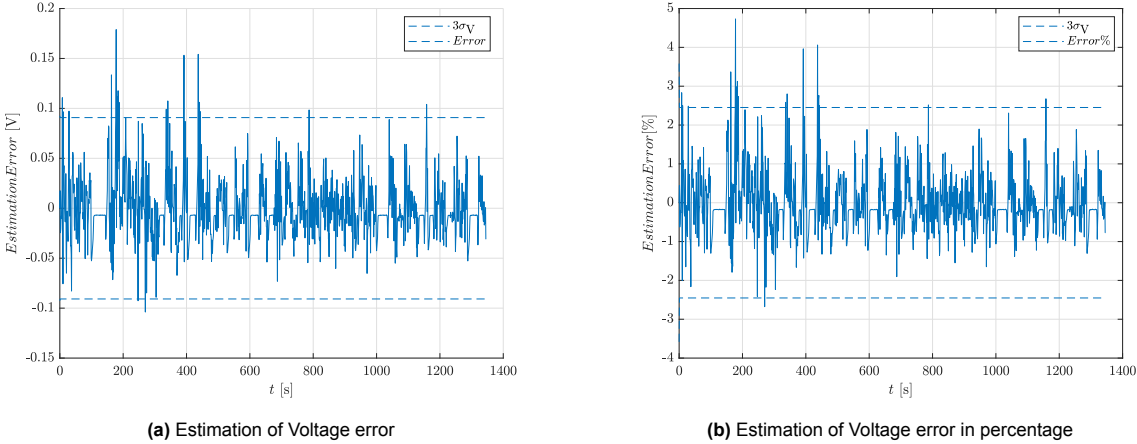 0.2
0.15
0.1
0.05
0
-0.05
-0.1
-0.15
EstimationError [V]
0 200 400 600 800 1000 1200 1400
t [s]
3σV
Error
(a) Estimation of Voltage error
5
4
3
2
1
0
-1
-2
-3
-4
EstimationError[%]
0 200 400 600 800 1000 1200 1400
t [s]
3σV
Error%
(b) Estimation of Voltage error in percentage